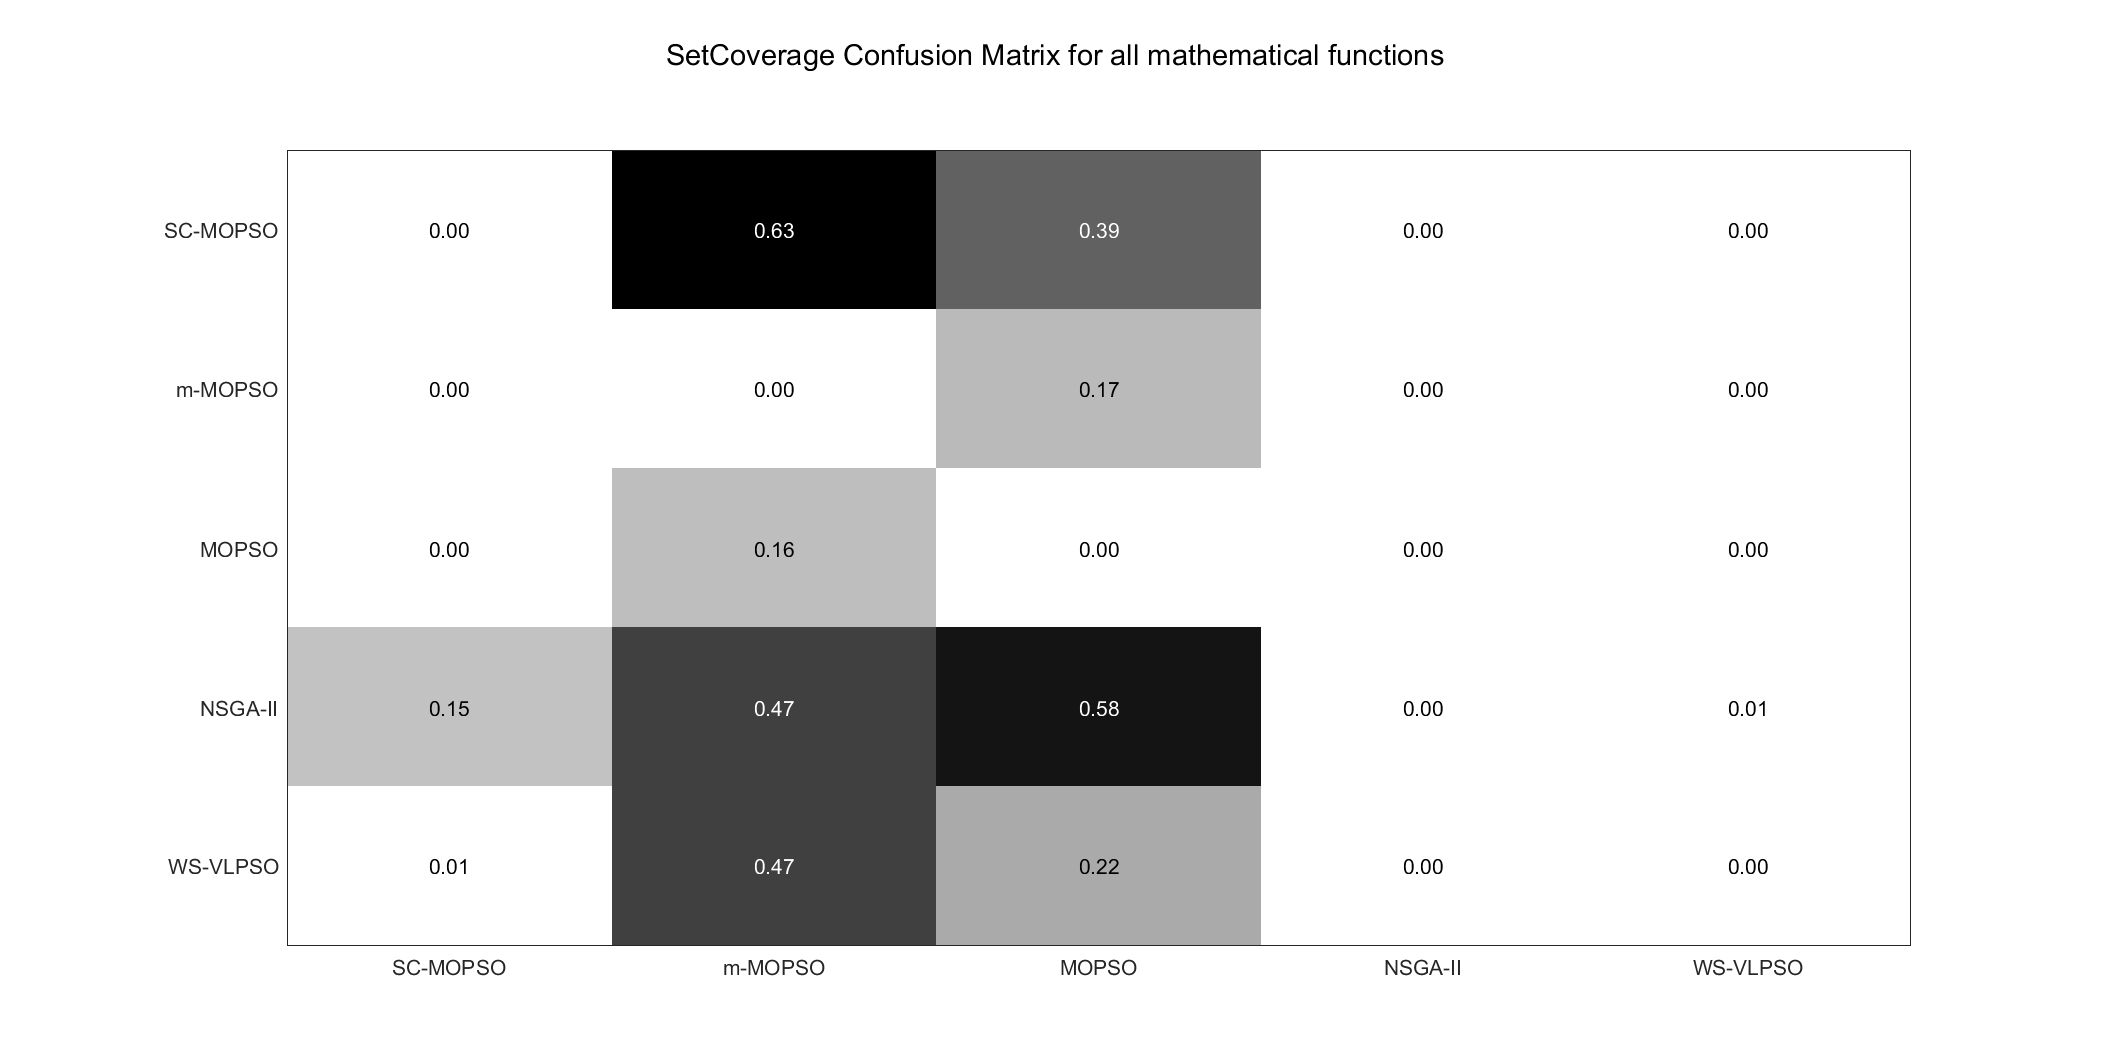 SetCoverage Confusion Matrix for all mathematical functions
SC-MOPSO 0.00 0.63 0.39 0.00 0.00
m-MOPSO 0.00 0.00 0.17 0.00 0.00
MOPSO 0.00 0.16 0.00 0.00 0.00
NSGA-II 0.15 0.47 0.58 0.00 0.01
WS-VLPSO 0.01 0.47 0.22 0.00 0.00
SC-MOPSO m-MOPSO MOPSO NSGA-II WS-VLPSO